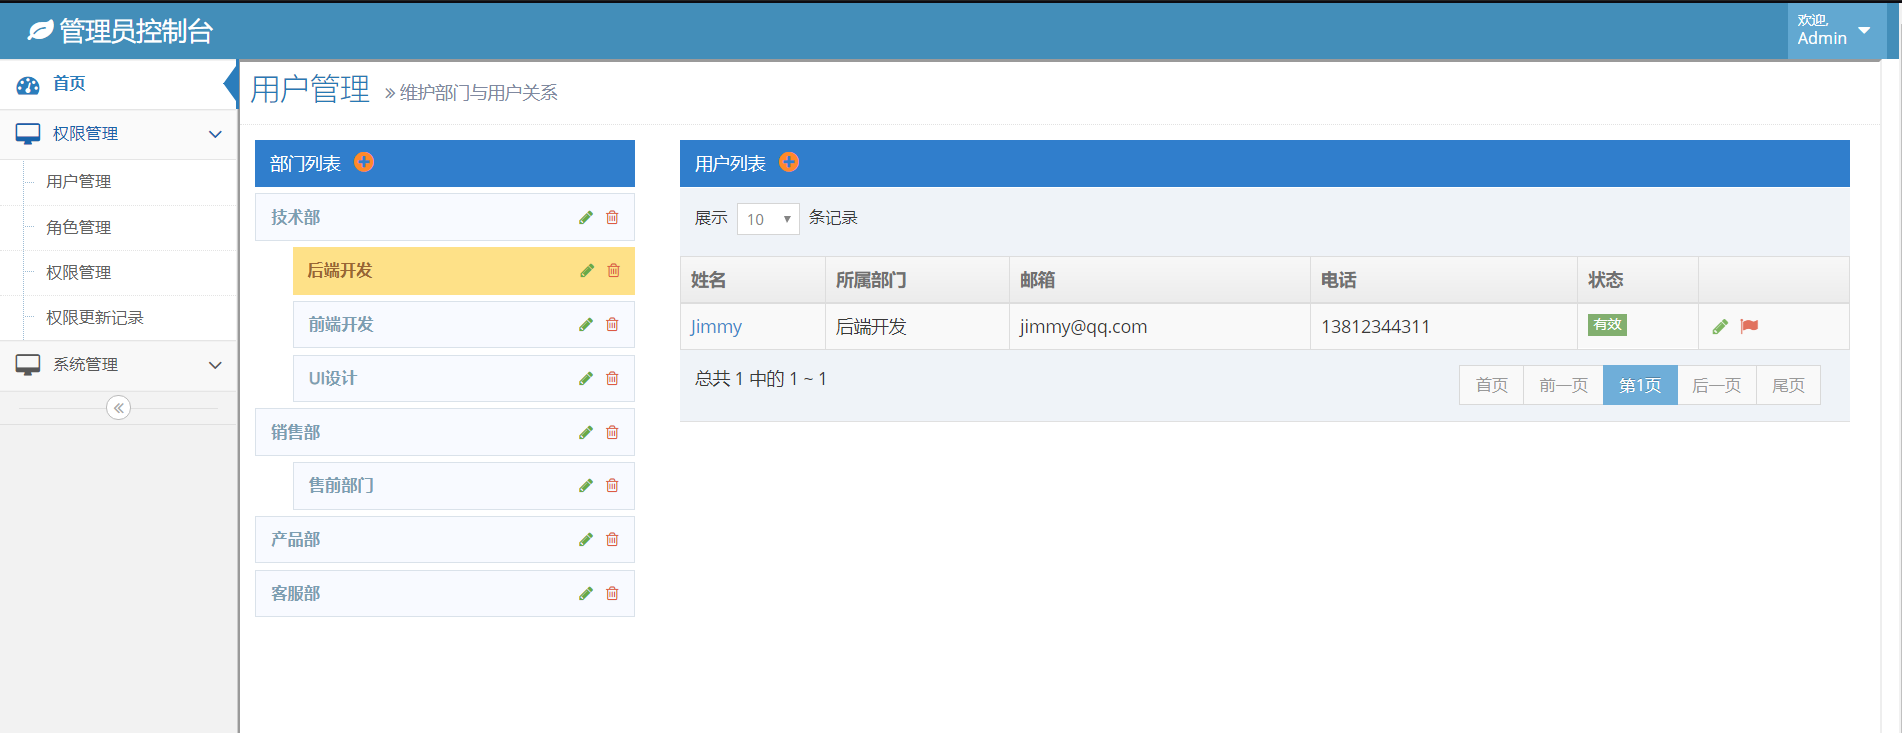 管理员控制台
欢迎,
Admin
首页
权限管理
用户管理
角色管理
权限管理
权限更新记录
系统管理
用户管理 » 维护部门与用户关系
部门列表
技术部
后端开发
前端开发
UI设计
销售部
售前部门
产品部
客服部
用户列表
展示 10 条记录
姓名 所属部门 邮箱 电话 状态
Jimmy 后端开发 jimmy@qq.com 13812344311 有效
总共 1 中的 1 ~ 1
首页 前一页 第1页 后一页 尾页